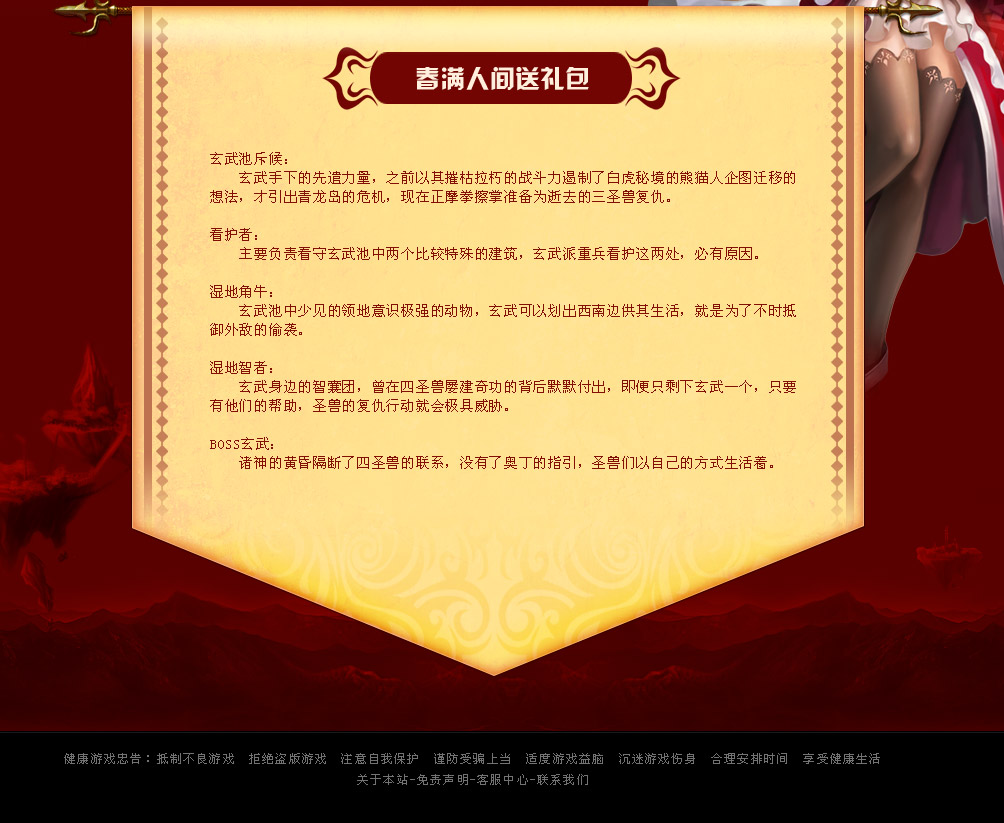 春满人间送礼包
玄武池斥候：
玄武手下的先遣力量，之前以其摧枯拉朽的战斗力遏制了白虎秘境的熊猫人企图迁移的
想法，才引出青龙岛的危机，现在正摩拳擦掌准备为逝去的三圣兽复仇。
看护者：
主要负责看守玄武池中两个比较特殊的建筑，玄武派重兵看护这两处，必有原因。
湿地角牛：
玄武池中少见的领地意识极强的动物，玄武可以划出西南边供其生活，就是为了不时抵
御外敌的偷袭。
湿地智者：
玄武身边的智囊团，曾在四圣兽屡建奇功的背后默默付出，即便只剩下玄武一个，只要
有他们的帮助，圣兽的复仇行动就会极具威胁。
BOSS玄武：
诸神的黄昏隔断了四圣兽的联系，没有了奥丁的指引，圣兽们以自己的方式生活着。
健康游戏忠告：抵制不良游戏 拒绝盗版游戏 注意自我保护 谨防受骗上当 适度游戏益脑 沉迷游戏伤身 合理安排时间 享受健康生活
关于本站-免责声明-客服中心-联系我们